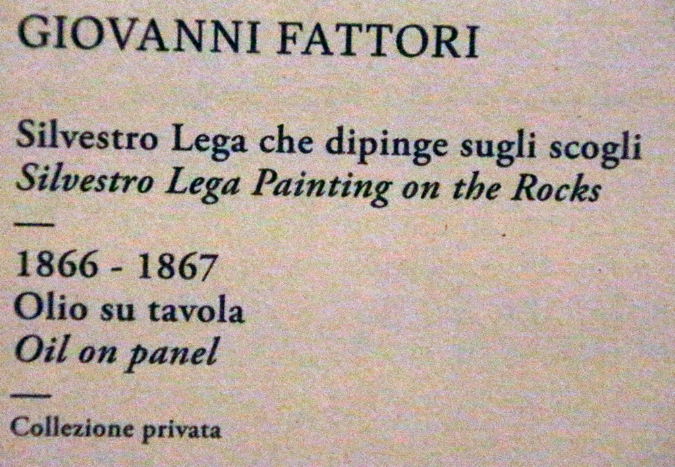 GIOVANNI FATTORI
Silvestro Lega che dipinge sugli scogli
Silvestro Lega Painting on the Rocks
1866 - 1867
Olio su tavola
Oil on panel
Collezione privata